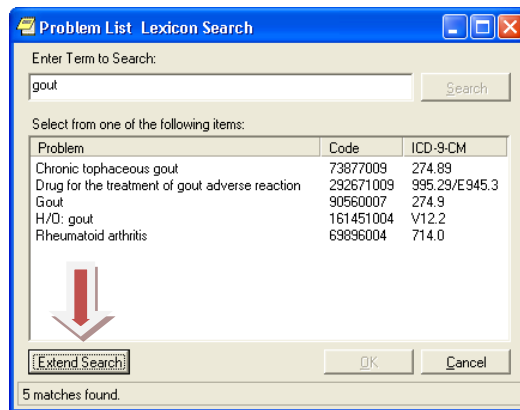 Problem List  Lexicon Search
Enter Term to Search:
gout
Search
Select from one of the following items:
Problem Code ICD-9-CM
Chronic tophaceous gout 73877009 274.89
Drug for the treatment of gout adverse reaction 292671009 995.29/E945.3
Gout 90560007 274.9
H/O: gout 161451004 V12.2
Rheumatoid arthritis 69896004 714.0
Extend Search OK Cancel
5 matches found.